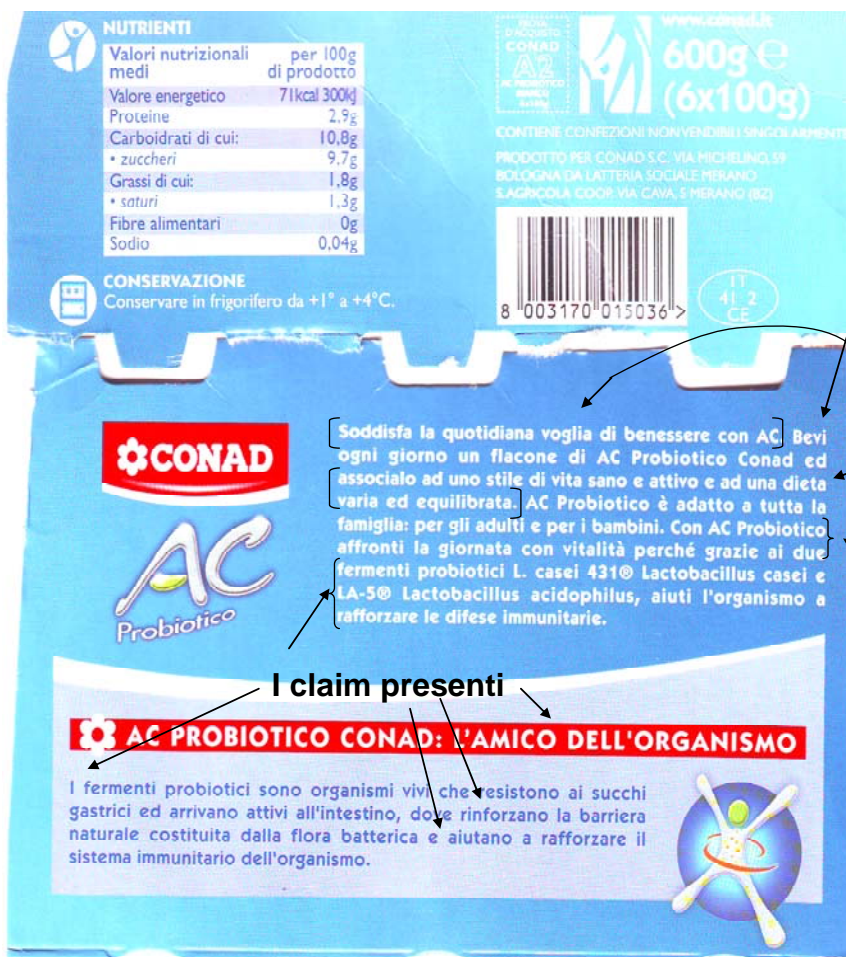 NUTRIENTI
Valori nutrizionali per 100g
medi di prodotto
Valore energetico 71kcal 300kJ
Proteine 2,9g
Carboidrati di cui: 10,8g
• zuccheri 9,7g
Grassi di cui: 1,8g
• saturi 1,3g
Fibre alimentari 0g
Sodio 0,04g
CONSERVAZIONE
Conservare in frigorifero da +1° a +4°C.
PROVA
D'ACQUISTO
CONAD
A2
AC PROBIOTICO
www.conad.it
600g e
(6x100g)
CONTIENE CONFEZIONI NON VENDIBILI SINGOLARMENTE
PRODOTTO PER CONAD S.C. VIA MICHELINO, 59
BOLOGNA DA LATTERIA SOCIALE MERANO
S.AGRICOLA COOP. VIA CAVA, 5 MERANO (BZ)
8 003170 015036 >
IT
41 2
CE
CONAD
AC
Probiotico
Soddisfa la quotidiana voglia di benessere con AC. Bevi
ogni giorno un flacone di AC Probiotico Conad ed
associalo ad uno stile di vita sano e attivo e ad una dieta
varia ed equilibrata. AC Probiotico è adatto a tutta la
famiglia: per gli adulti e per i bambini. Con AC Probiotico
affronti la giornata con vitalità perché grazie ai due
fermenti probiotici L. casei 431® Lactobacillus casei e
LA-5® Lactobacillus acidophilus, aiuti l'organismo a
rafforzare le difese immunitarie.
I claim presenti
AC PROBIOTICO CONAD: L'AMICO DELL'ORGANISMO
I fermenti probiotici sono organismi vivi che resistono ai succhi
gastrici ed arrivano attivi all'intestino, dove rinforzano la barriera
naturale costituita dalla flora batterica e aiutano a rafforzare il
sistema immunitario dell'organismo.